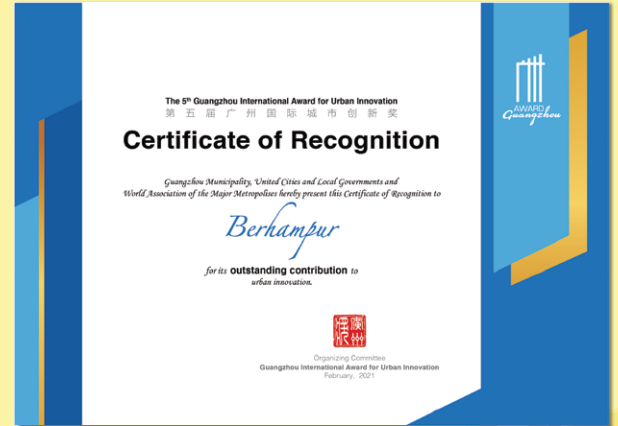 The 5th Guangzhou International Award for Urban Innovation
第五届广州国际城市创新奖
Certificate of Recognition
Guangzhou Municipality, United Cities and Local Governments and
World Association of the Major Metropolises hereby present this Certificate of Recognition to
Berhampur
for its outstanding contribution to
urban innovation.
Organizing Committee
Guangzhou International Award for Urban Innovation
February, 2021
AWARD
Guangzhou